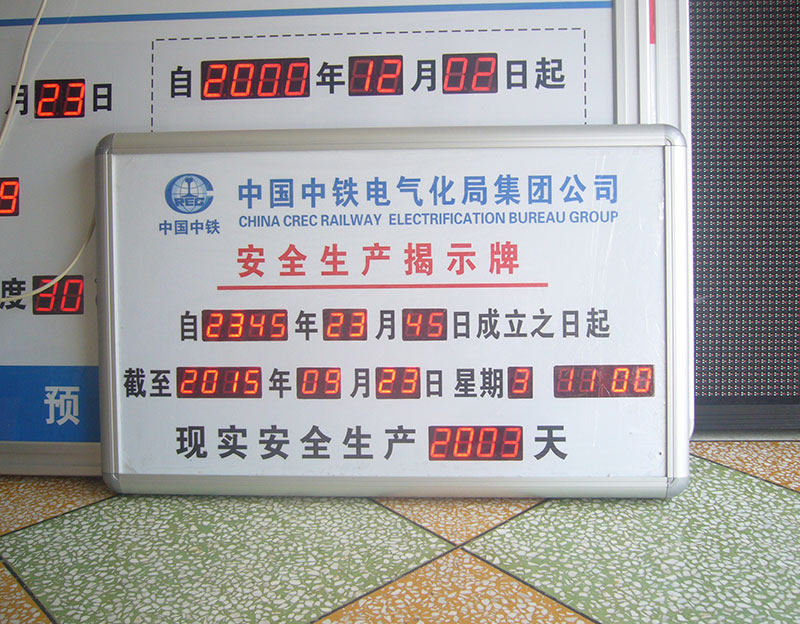 月23日
自2000年12月02日起
9
度30
预
CREC
中国中铁
中国中铁电气化局集团公司
CHINA CREC RAILWAY ELECTRIFICATION BUREAU GROUP
安全生产揭示牌
自2345年23月45日成立之日起
截至2015年09月23日 星期3 11 00
现实安全生产2003天